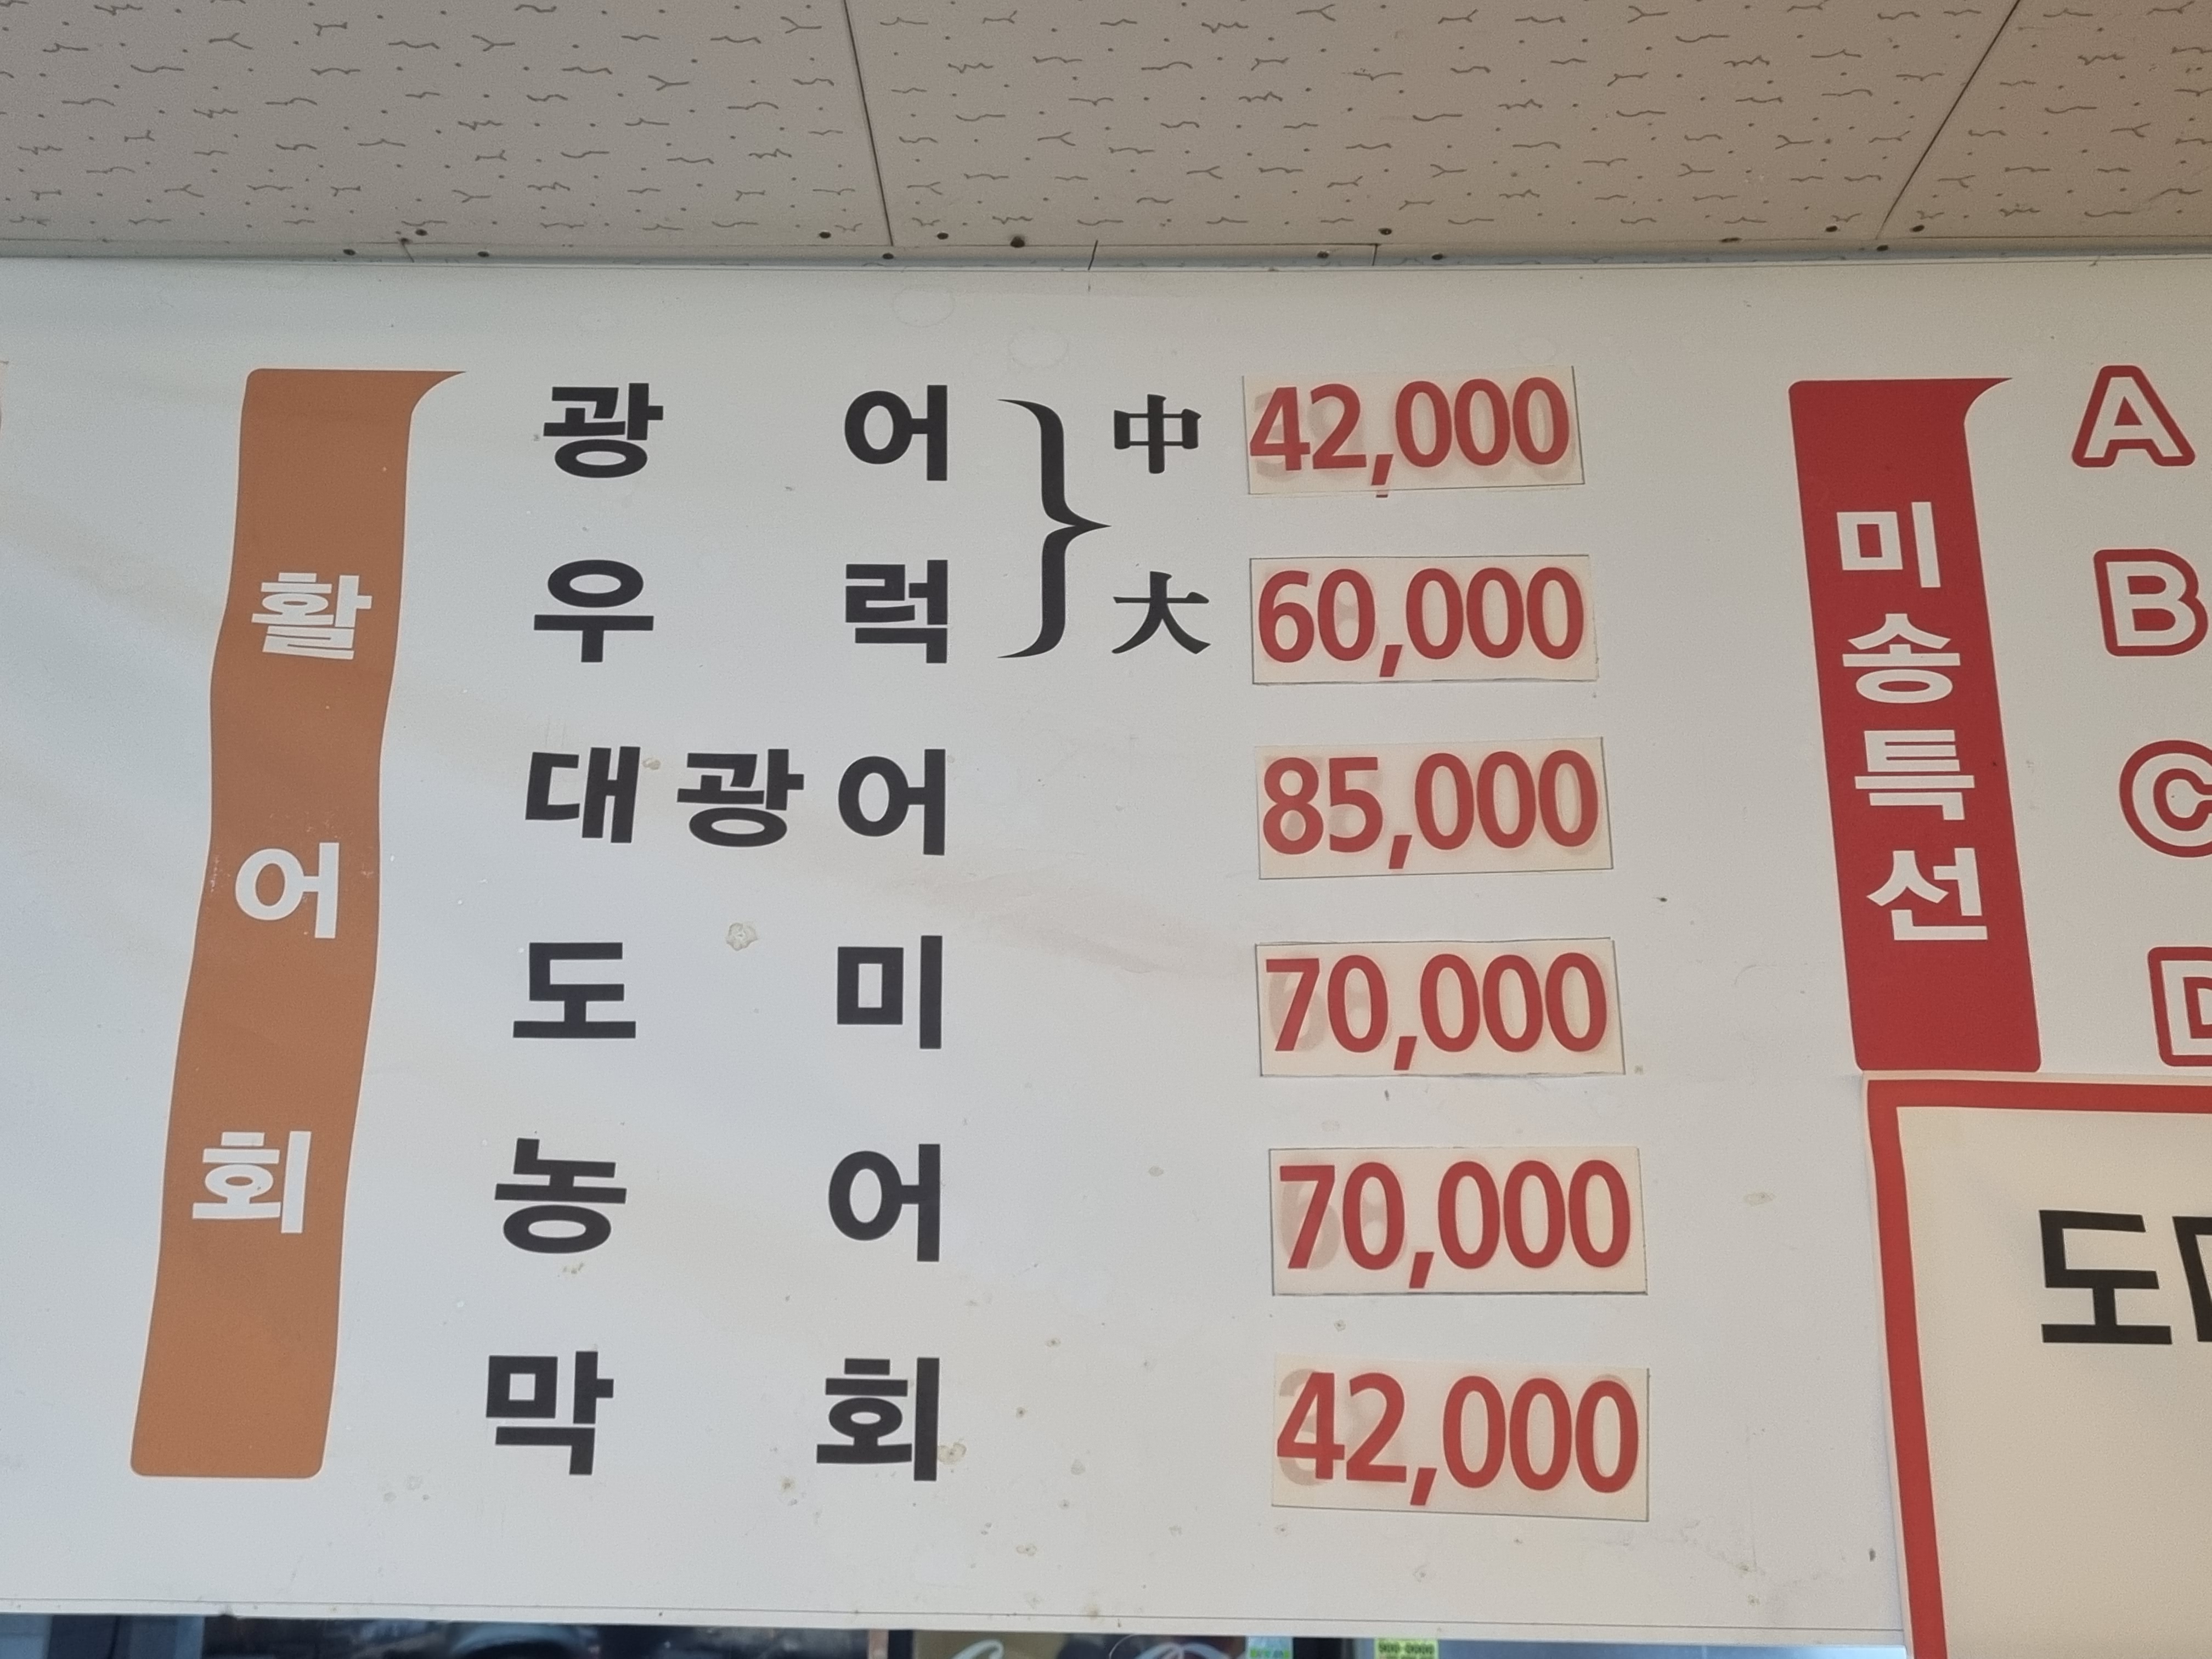 활어회
광어 中 42,000
우럭 大 60,000
대광어 85,000
도미 70,000
농어 70,000
막회 42,000
미송특선
A
B
C
D
도